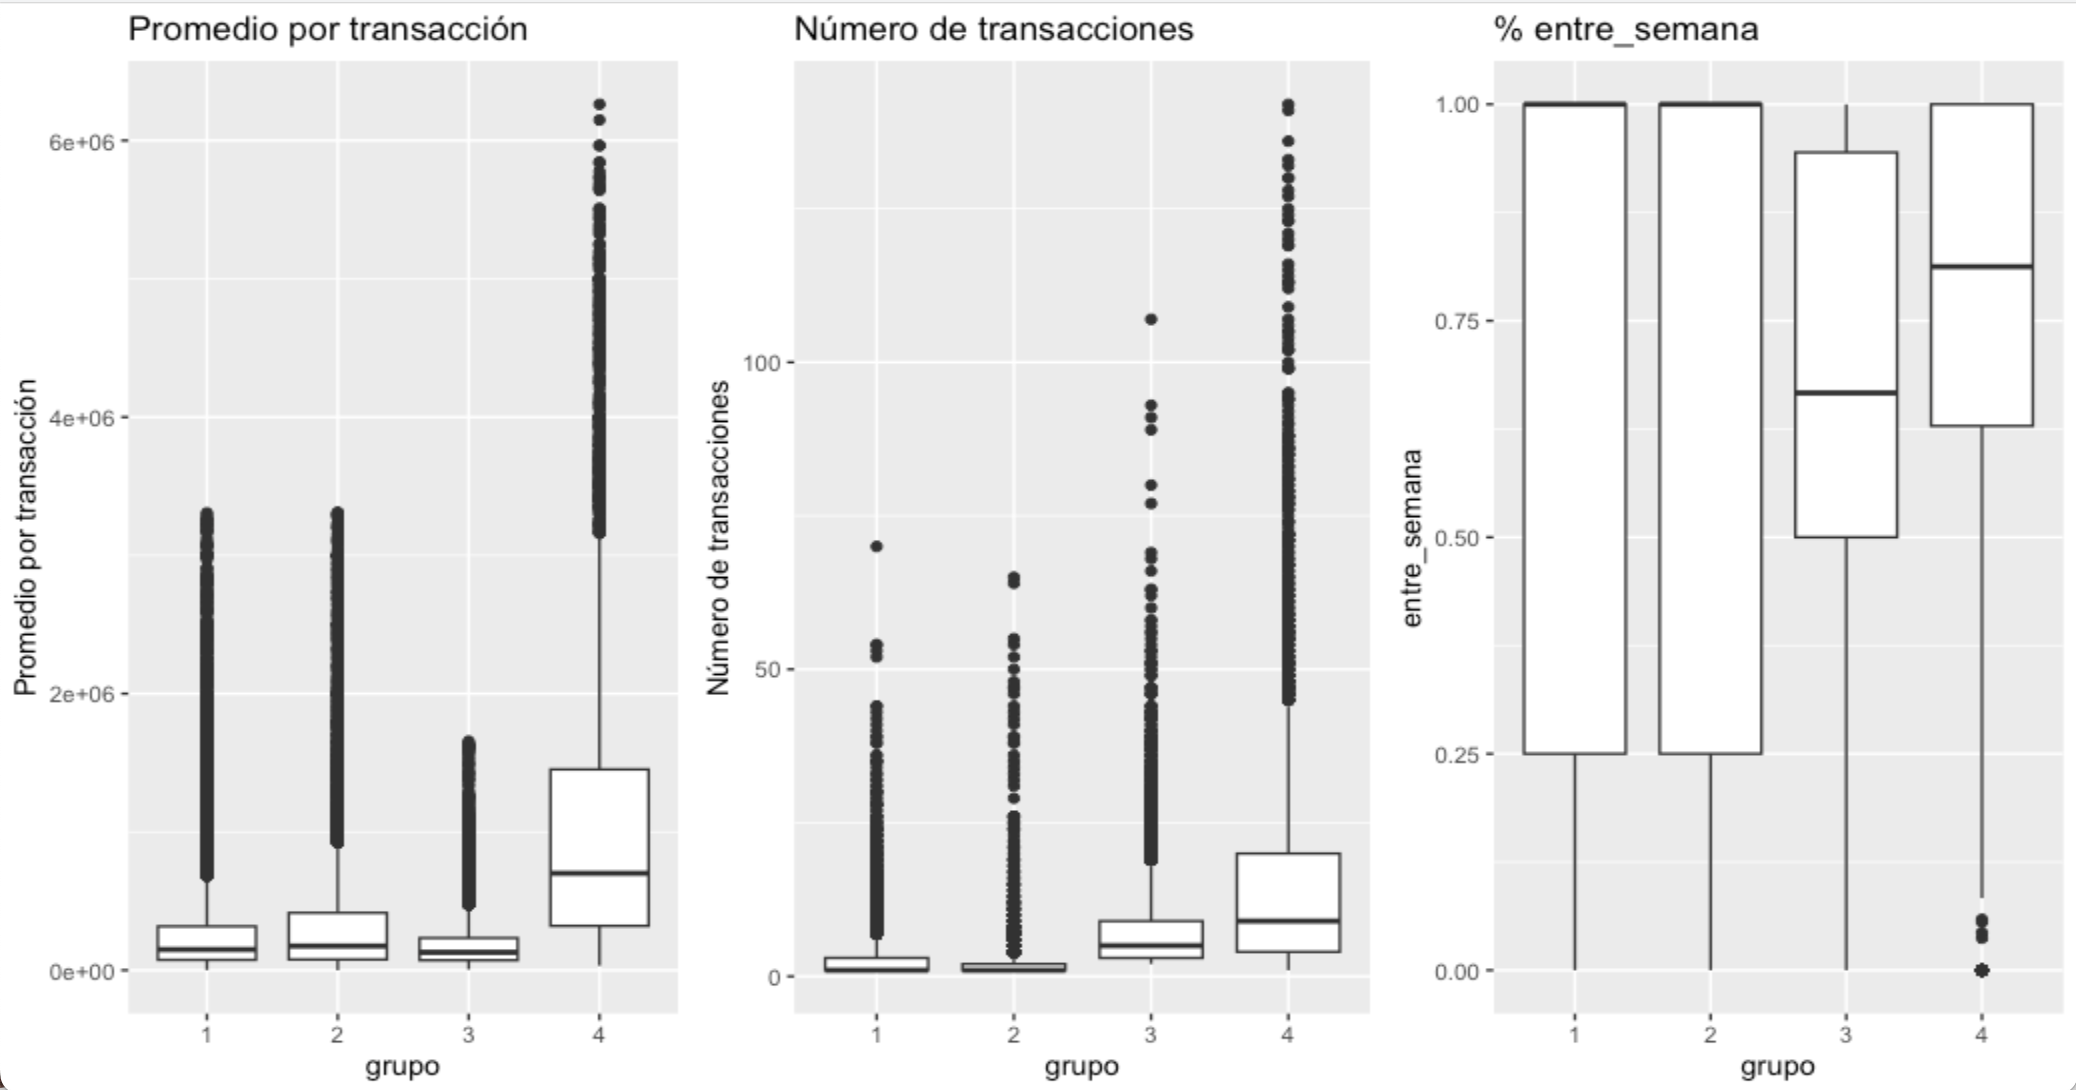 Promedio por transacción
Promedio por transacción
6e+06
4e+06
2e+06
0e+00
1 2 3 4
grupo
Número de transacciones
Número de transacciones
100
50
0
1 2 3 4
grupo
% entre_semana
entre_semana
1.00
0.75
0.50
0.25
0.00
1 2 3 4
grupo